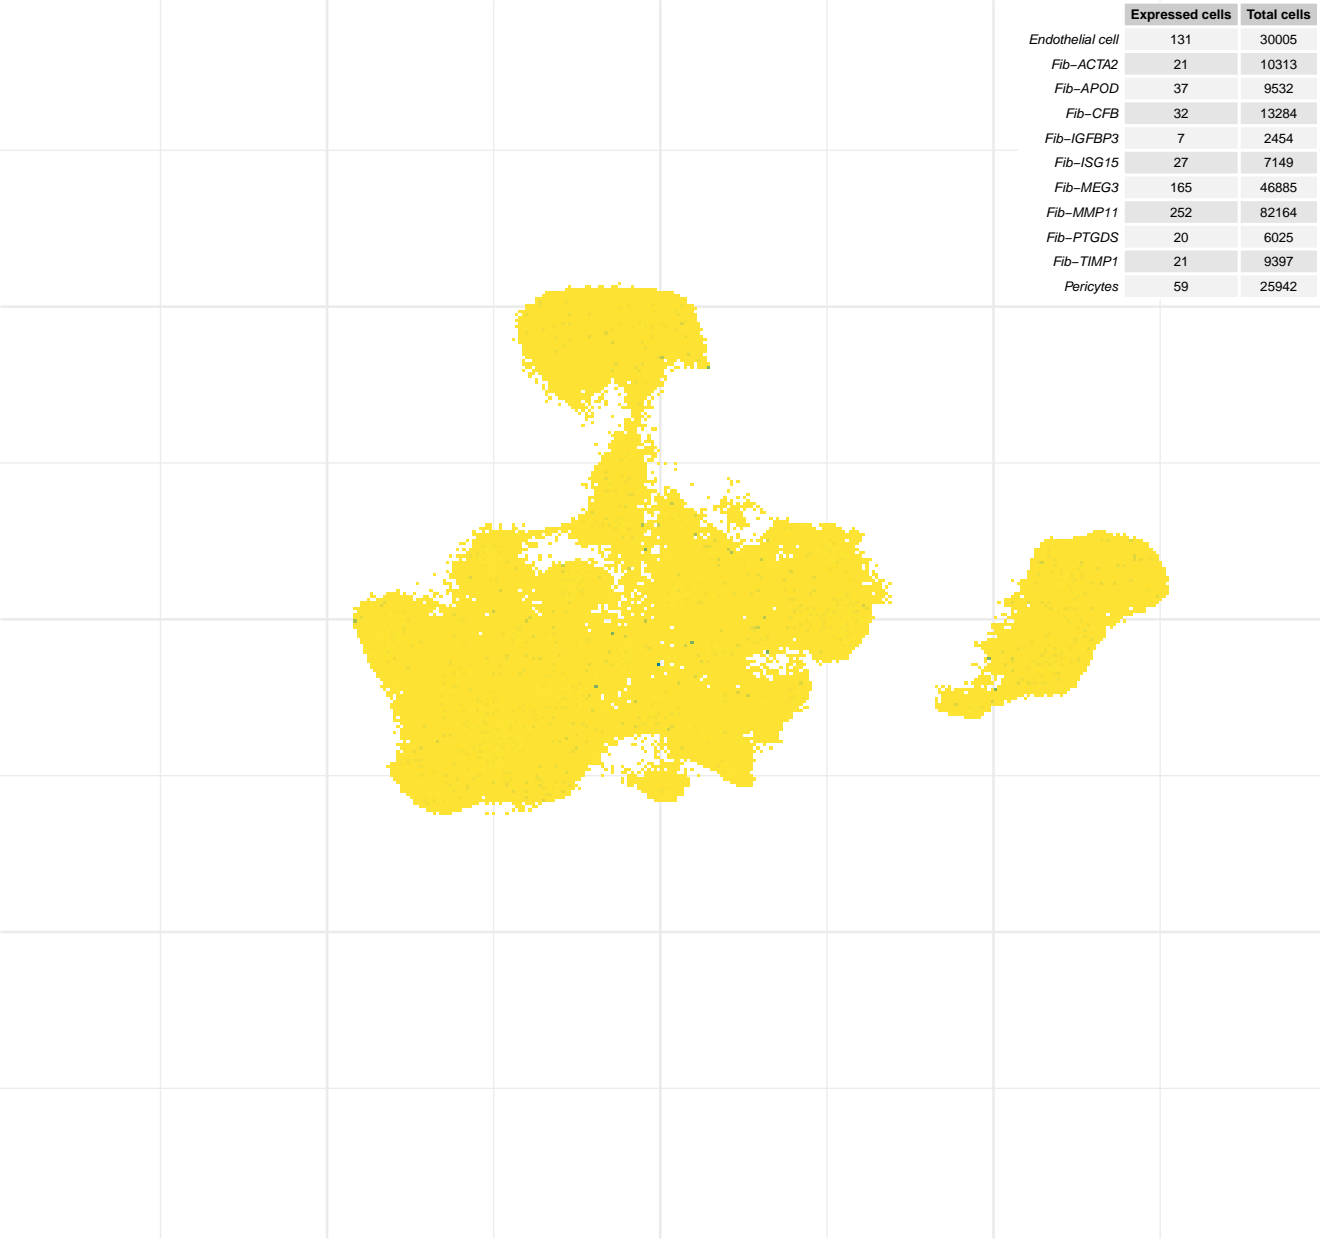 Expressed cells Total cells
Endothelial cell 131 30005
Fib−ACTA2 21 10313
Fib−APOD 37 9532
Fib−CFB 32 13284
Fib−IGFBP3 7 2454
Fib−ISG15 27 7149
Fib−MEG3 165 46885
Fib−MMP11 252 82164
Fib−PTGDS 20 6025
Fib−TIMP1 21 9397
Pericytes 59 25942